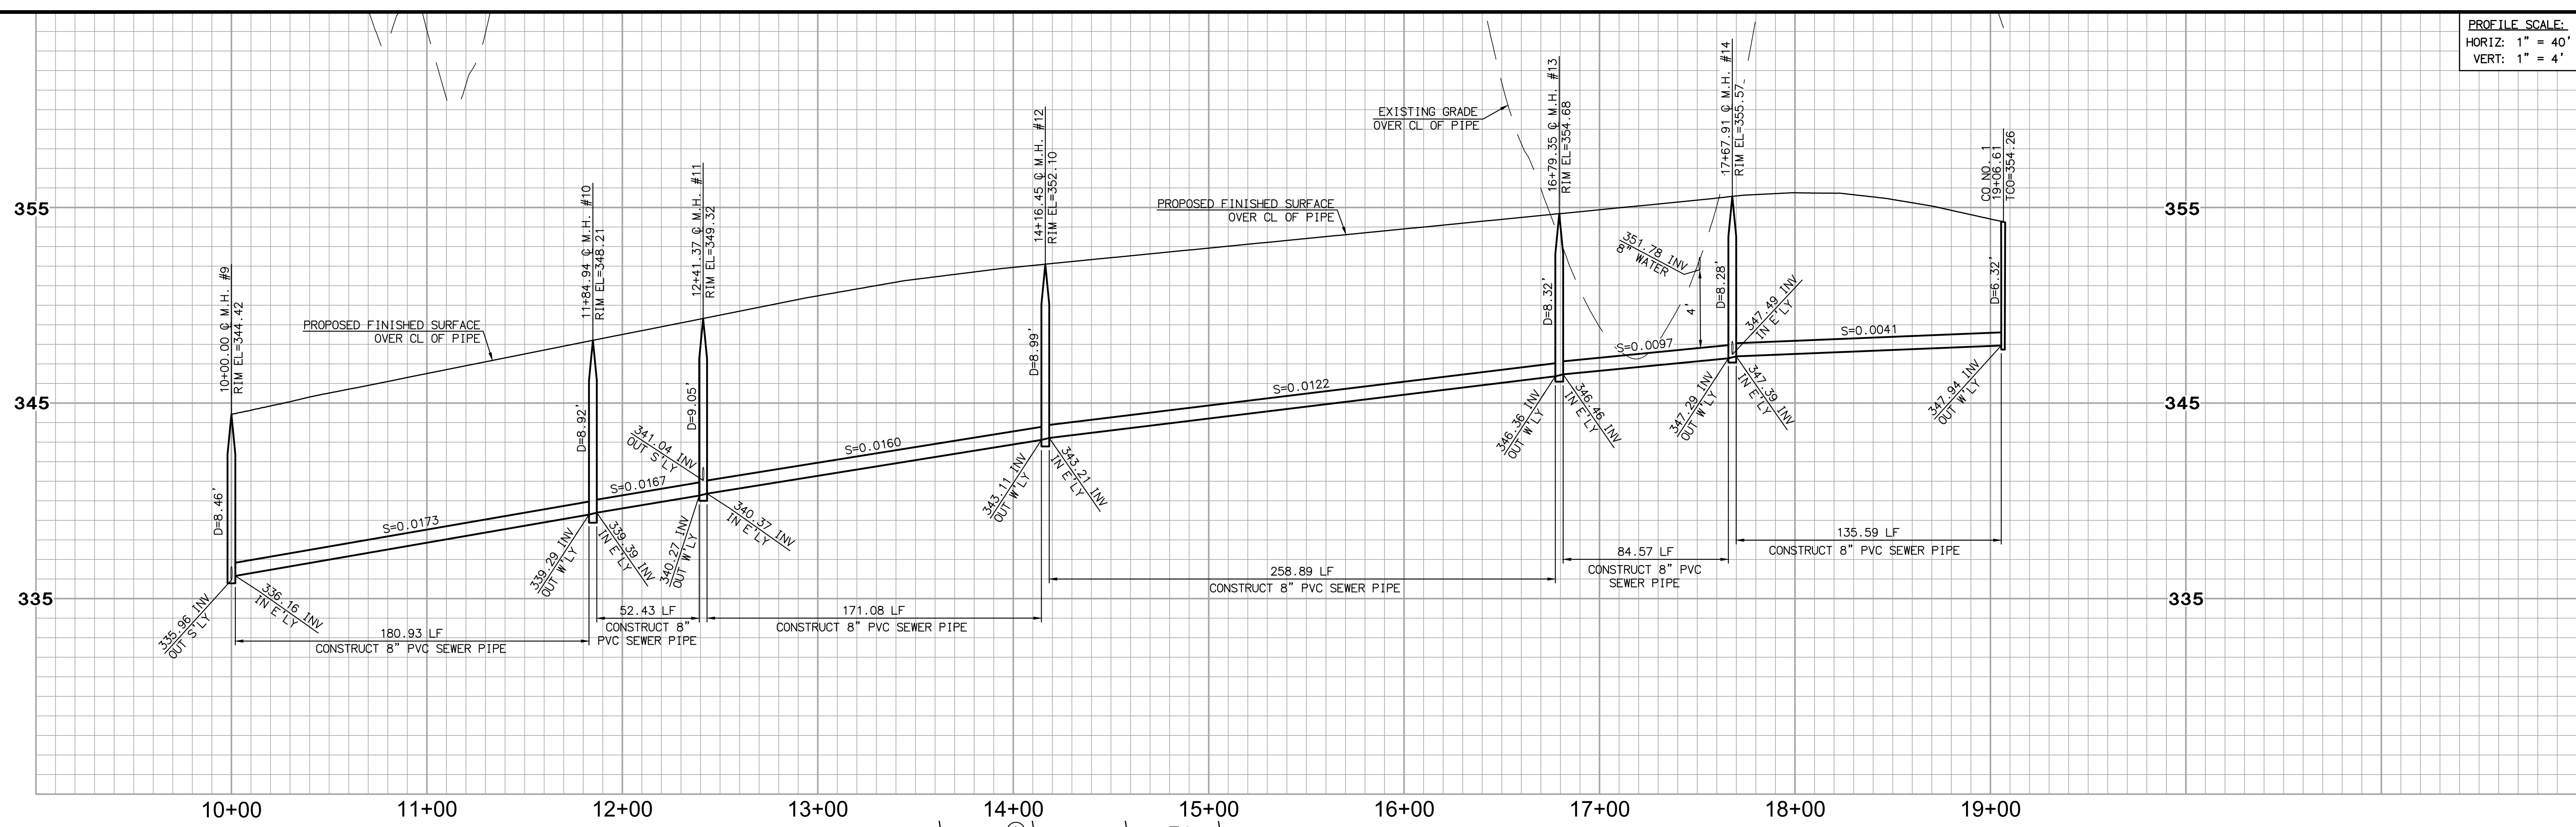 PROFILE SCALE:
HORIZ: 1" = 40'
VERT: 1" = 4'
355
345
335
355
345
335
10+00.00 ℄ M.H. #9
RIM EL=344.42
D=8.46'
335.96 INV
OUT S'LY
336.16 INV
IN E'LY
PROPOSED FINISHED SURFACE
OVER CL OF PIPE
S=0.0173
180.93 LF
CONSTRUCT 8" PVC SEWER PIPE
11+84.94 ℄ M.H. #10
RIM EL=348.21
D=8.92'
339.29 INV
OUT W'LY
339.39 INV
IN E'LY
S=0.0167
52.43 LF
CONSTRUCT 8"
PVC SEWER PIPE
12+41.37 ℄ M.H. #11
RIM EL=349.32
D=9.05'
341.04 INV
OUT S'LY
340.27 INV
OUT W'LY
340.37 INV
IN E'LY
S=0.0160
171.08 LF
CONSTRUCT 8" PVC SEWER PIPE
14+16.45 ℄ M.H. #12
RIM EL=352.10
D=8.99'
343.11 INV
OUT W'LY
343.21 INV
IN E'LY
PROPOSED FINISHED SURFACE
OVER CL OF PIPE
S=0.0122
258.89 LF
CONSTRUCT 8" PVC SEWER PIPE
EXISTING GRADE
OVER CL OF PIPE
16+79.35 ℄ M.H. #13
RIM EL=354.68
D=8.32'
346.36 INV
OUT W'LY
346.46 INV
IN E'LY
S=0.0097
84.57 LF
CONSTRUCT 8" PVC
SEWER PIPE
351.78 INV
8" WATER
4'
17+67.91 ℄ M.H. #14
RIM EL=355.57
D=8.28'
347.49 INV
IN E'LY
347.29 INV
OUT W'LY
347.39 INV
IN E'LY
S=0.0041
135.59 LF
CONSTRUCT 8" PVC SEWER PIPE
CO NO. 1
19+06.61
TCO=354.26
D=6.32'
347.94 INV
OUT W'LY
10+00
11+00
12+00
13+00
14+00
15+00
16+00
17+00
18+00
19+00